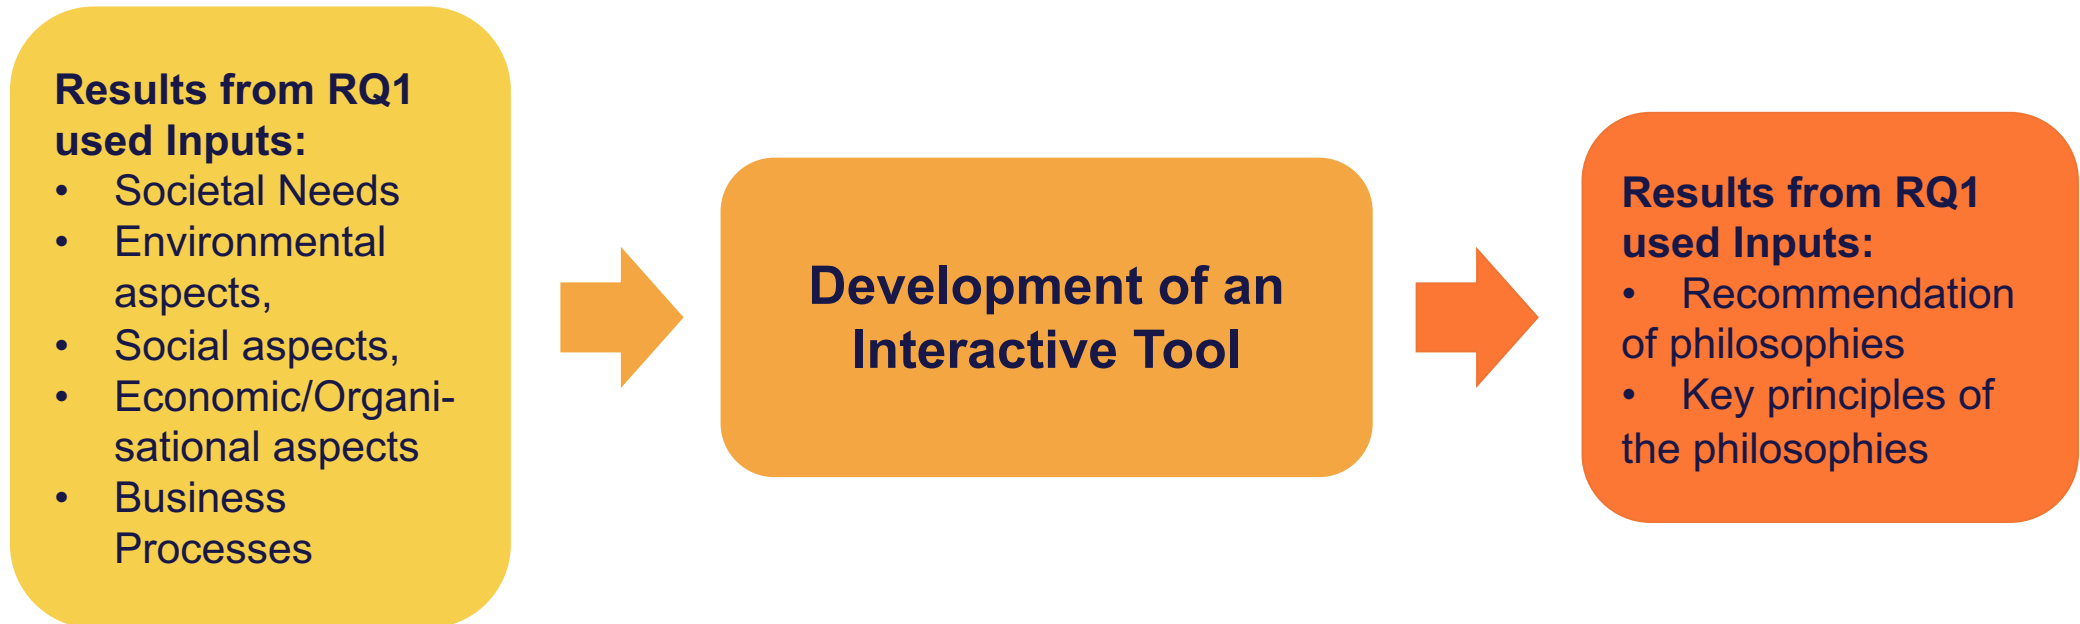 Results from RQ1
used Inputs:
• Societal Needs
• Environmental
aspects,
• Social aspects,
• Economic/Organi-
sational aspects
• Business
Processes
Development of an
Interactive Tool
Results from RQ1
used Inputs:
• Recommendation
of philosophies
• Key principles of
the philosophies